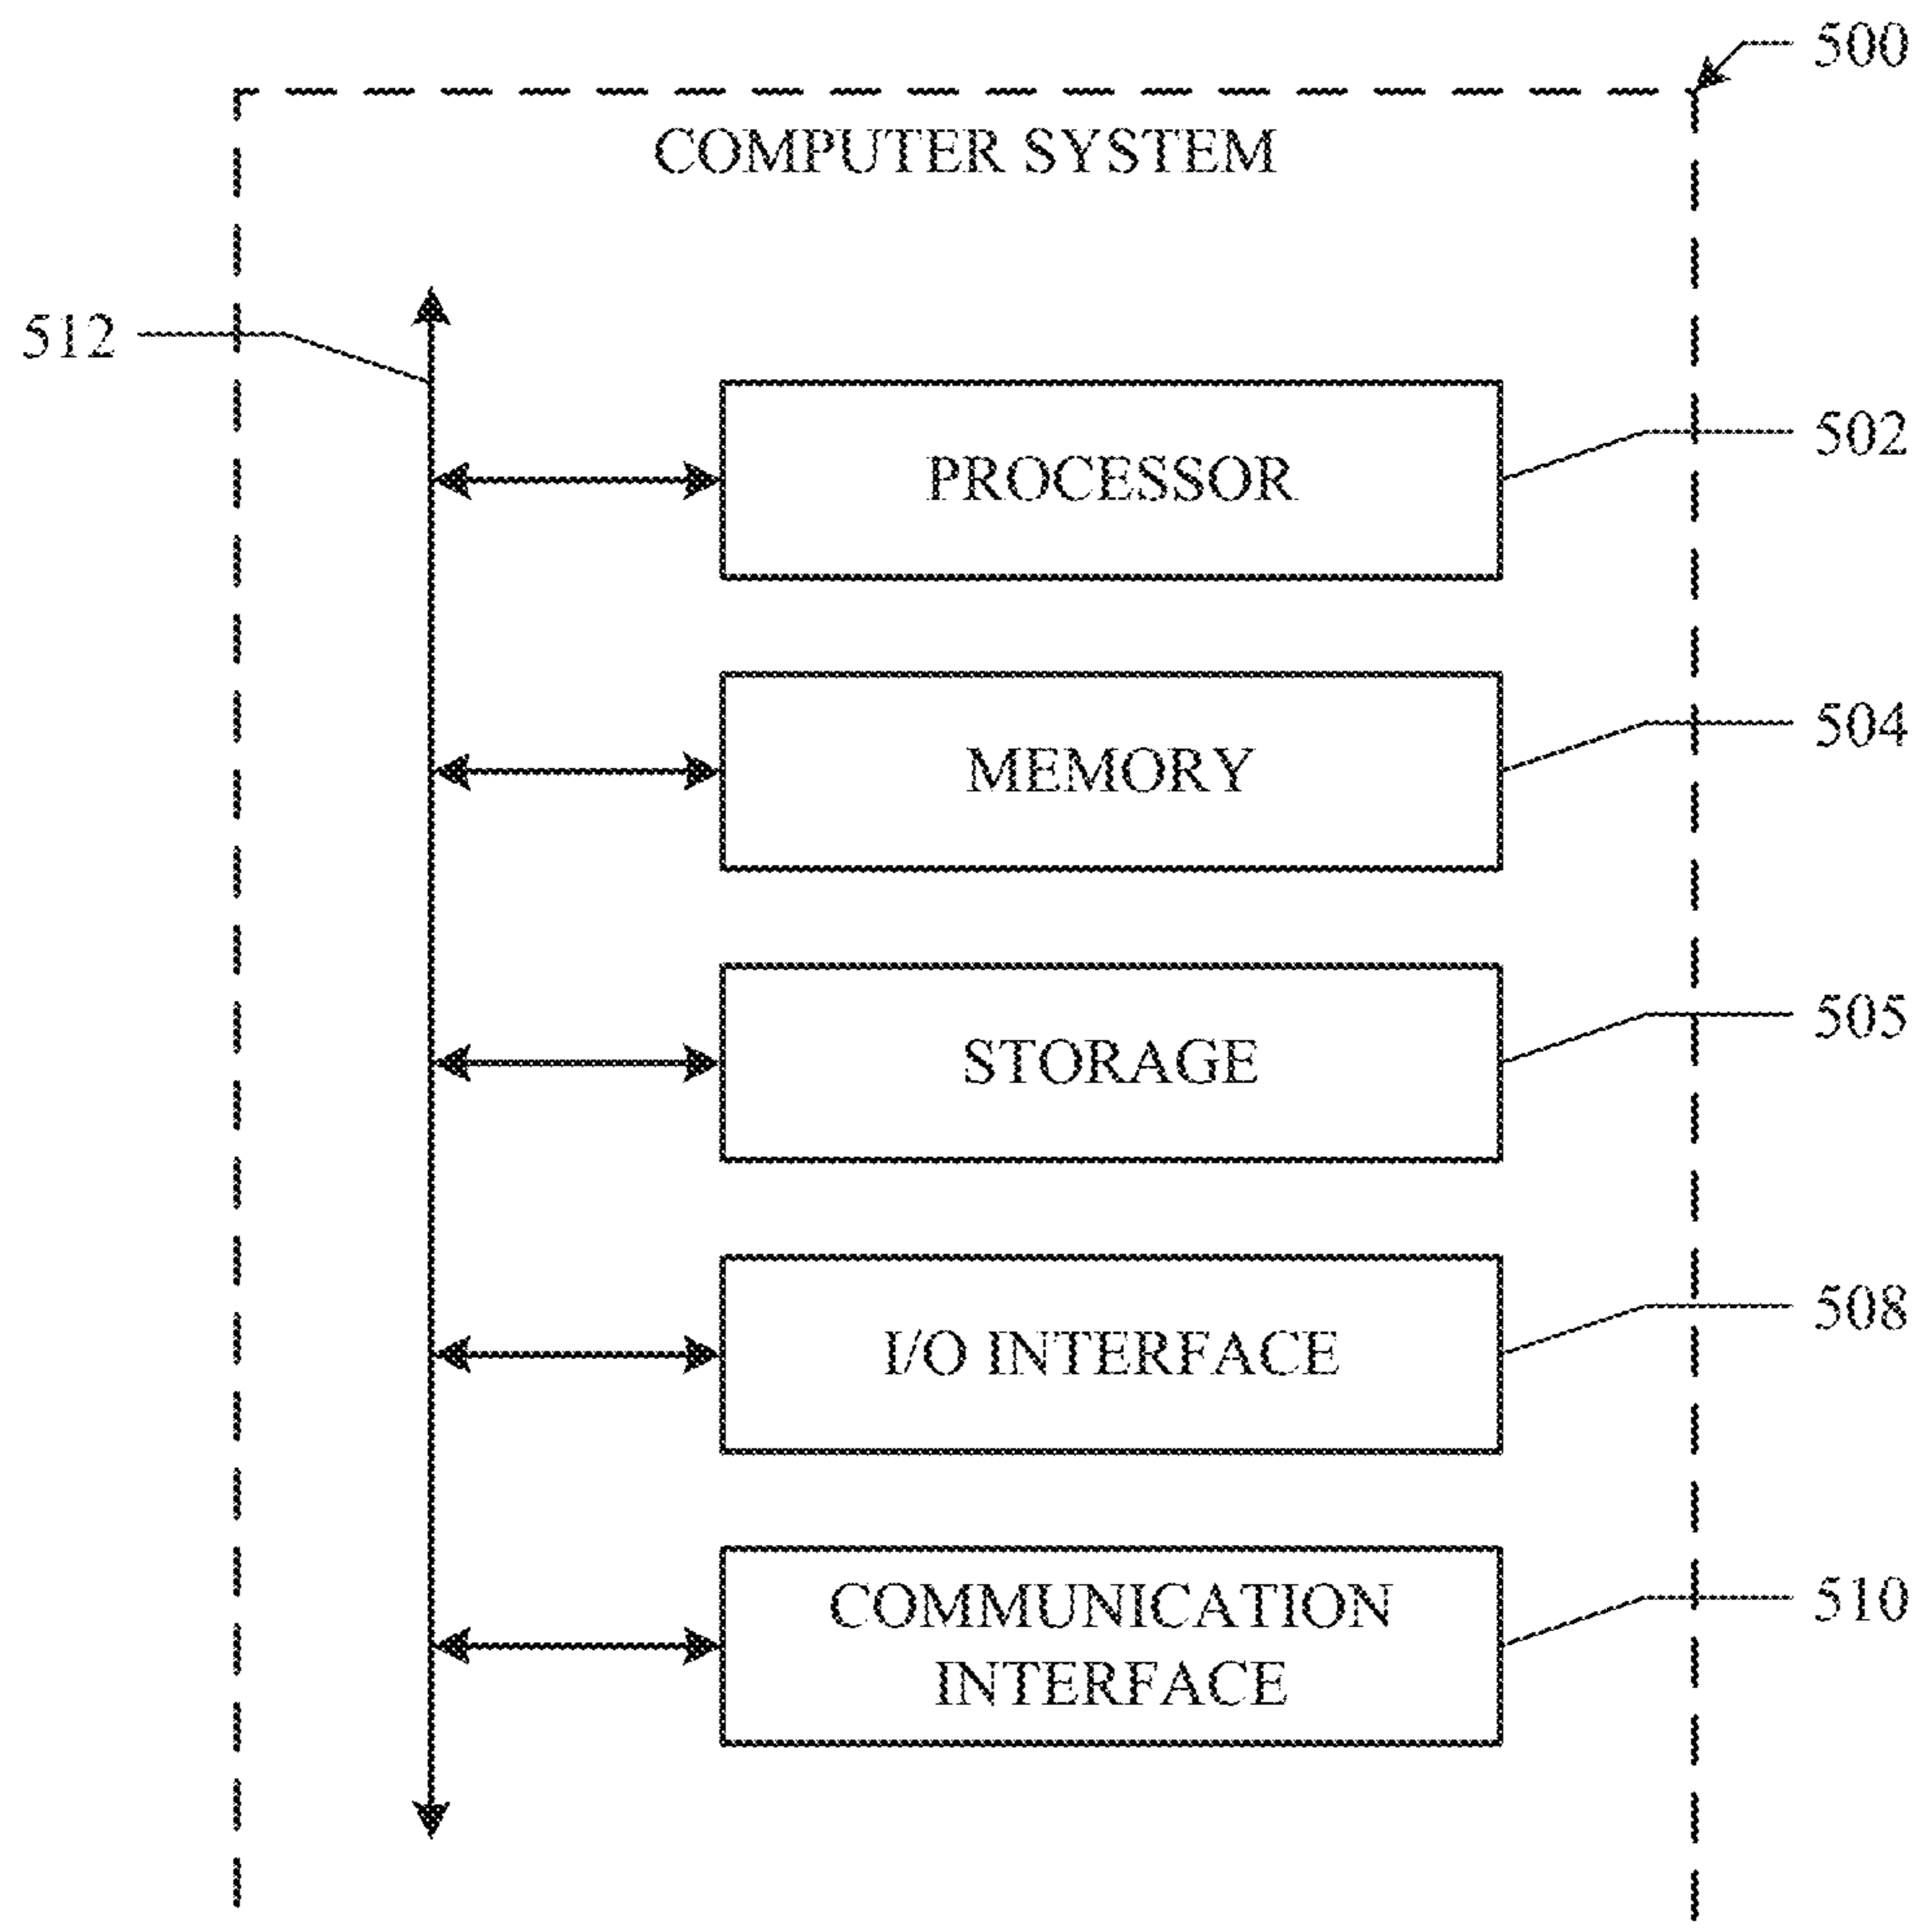 500
COMPUTER SYSTEM
512
PROCESSOR
502
MEMORY
504
STORAGE
505
I/O INTERFACE
508
COMMUNICATION
INTERFACE
510